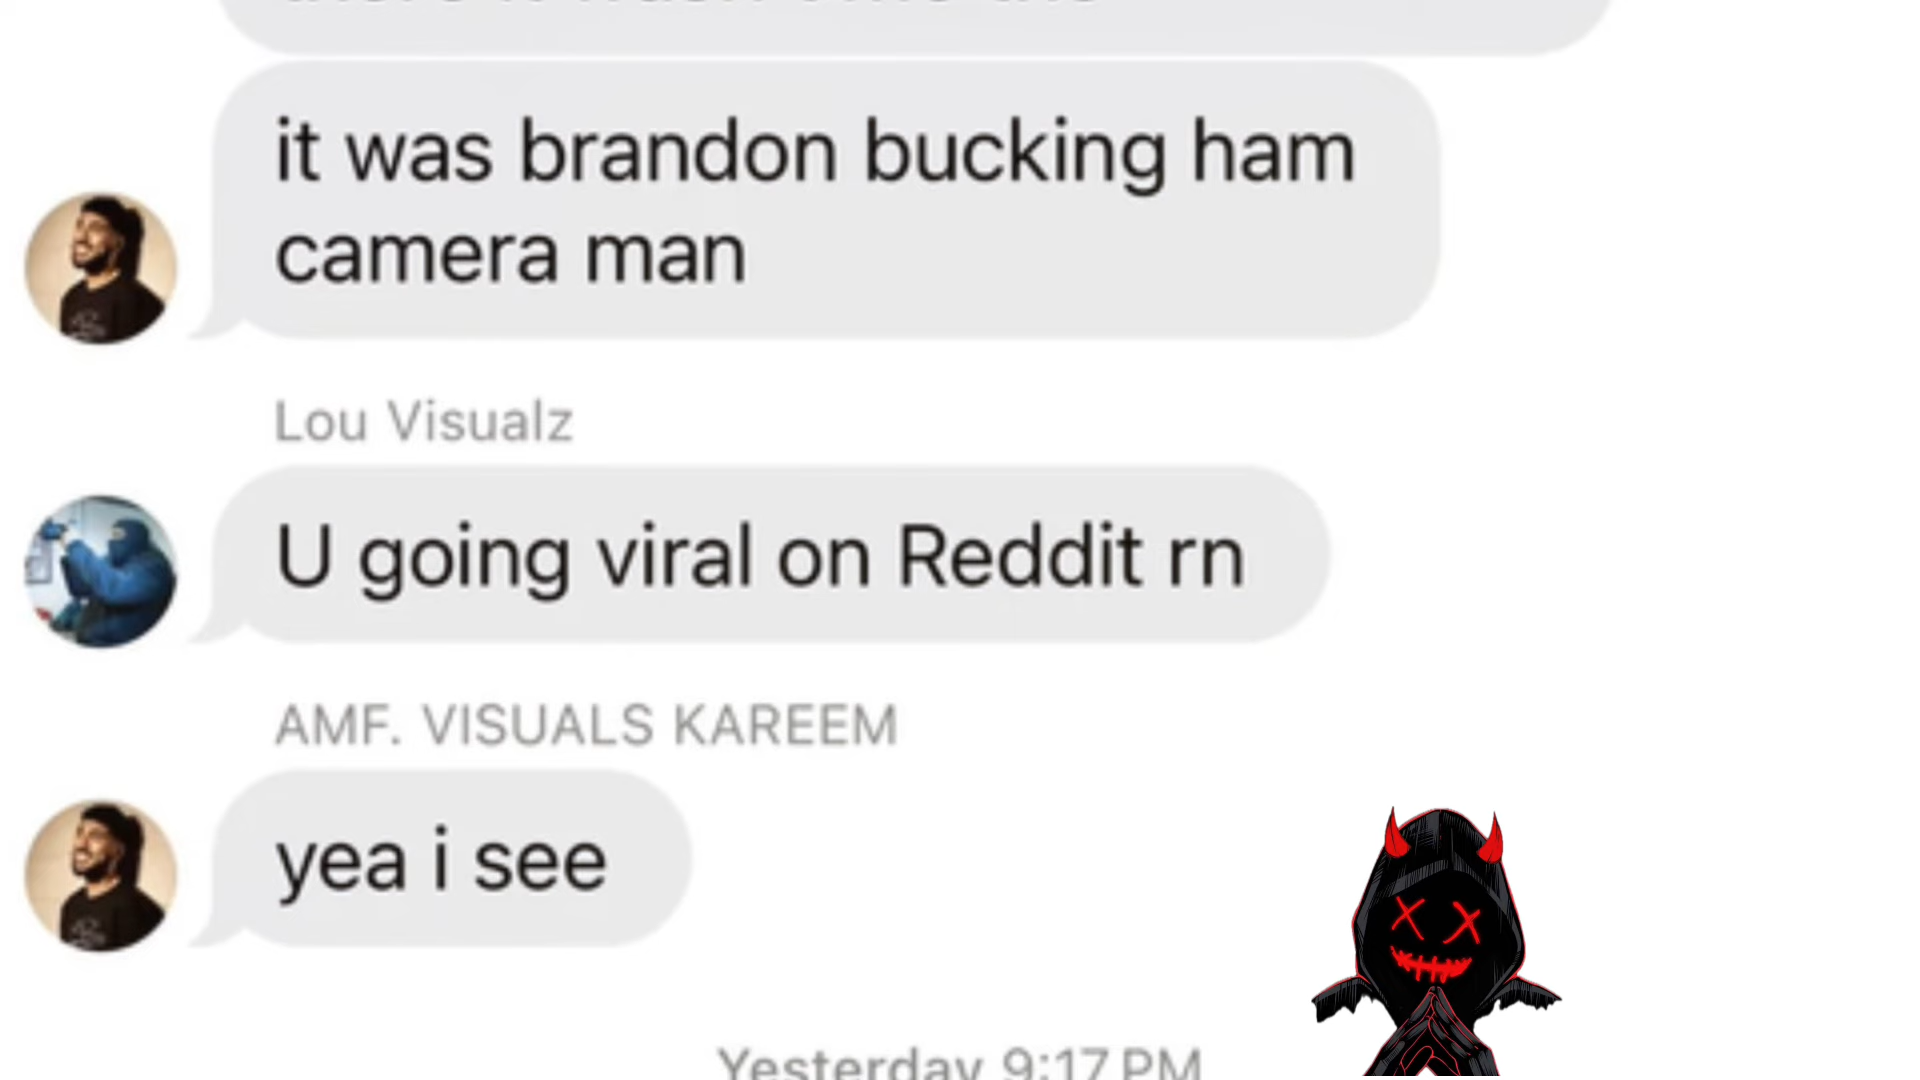 it was brandon bucking ham
camera man
Lou Visualz
U going viral on Reddit rn
AMF. VISUALS KAREEM
yea i see
Yesterday 9:17 PM